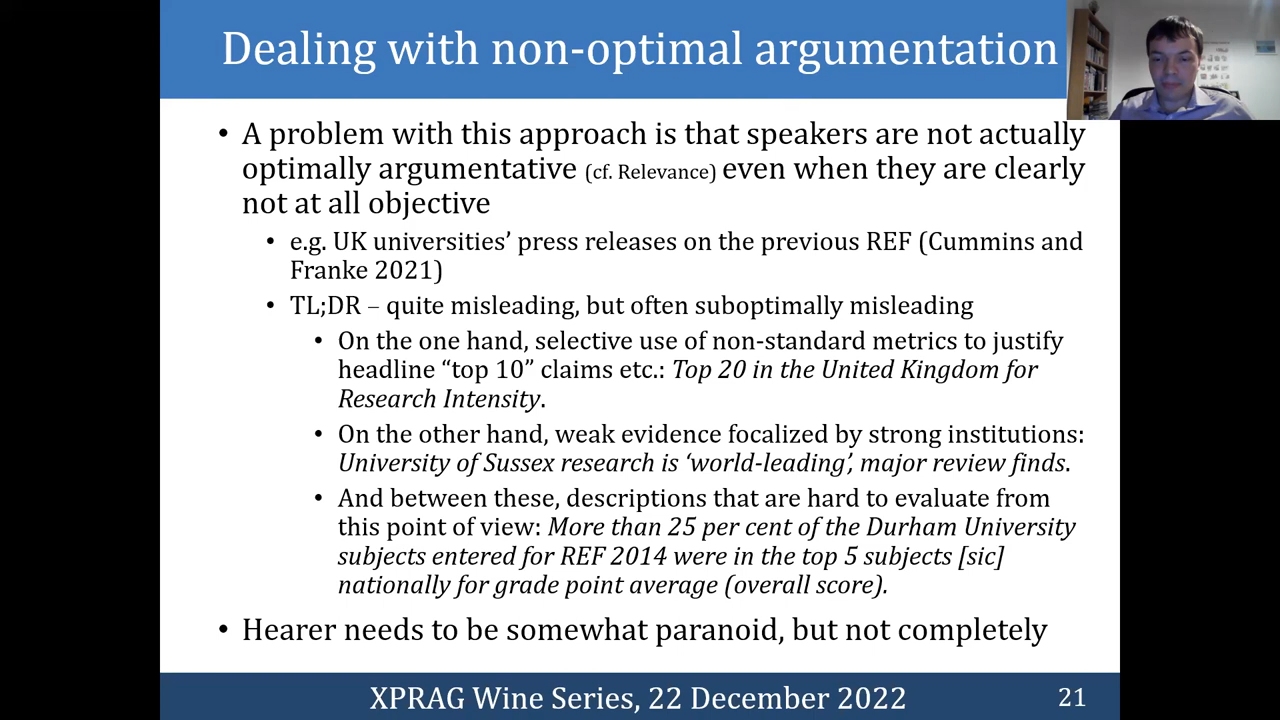 Dealing with non-optimal argumentation
• A problem with this approach is that speakers are not actually
optimally argumentative (cf. Relevance) even when they are clearly
not at all objective
• e.g. UK universities’ press releases on the previous REF (Cummins and
Franke 2021)
• TL;DR – quite misleading, but often suboptimally misleading
• On the one hand, selective use of non-standard metrics to justify
headline “top 10” claims etc.: Top 20 in the United Kingdom for
Research Intensity.
• On the other hand, weak evidence focalized by strong institutions:
University of Sussex research is ‘world-leading’, major review finds.
• And between these, descriptions that are hard to evaluate from
this point of view: More than 25 per cent of the Durham University
subjects entered for REF 2014 were in the top 5 subjects [sic]
nationally for grade point average (overall score).
• Hearer needs to be somewhat paranoid, but not completely
XPRAG Wine Series, 22 December 2022
21